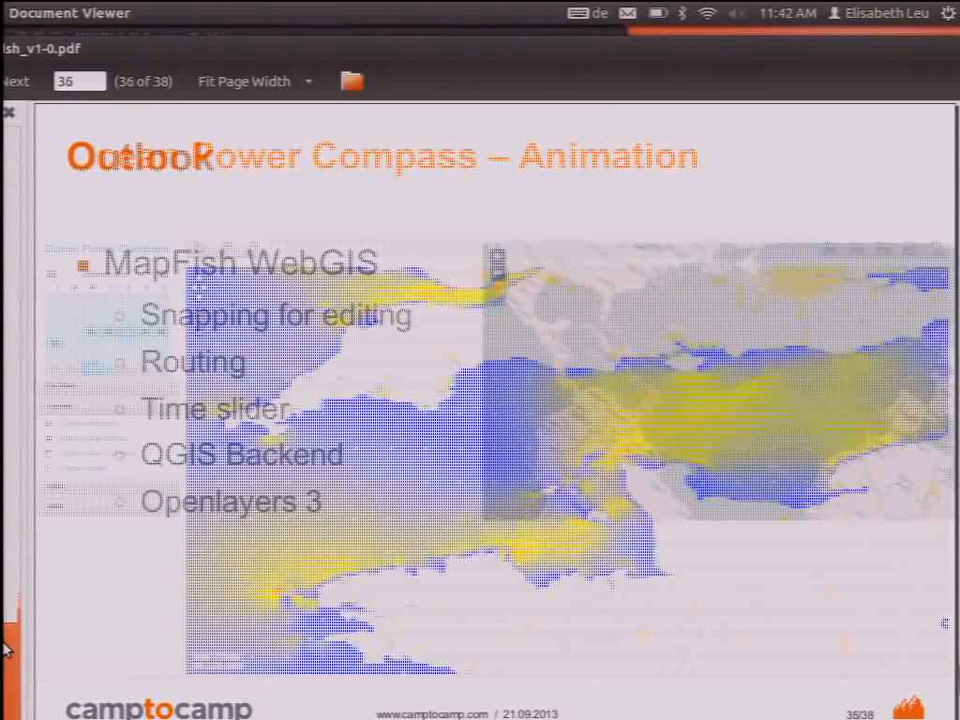 Document Viewer
de
11:42 AM
Elisabeth Leu
ish_v1-0.pdf
Next
35
(36 of 38)
Fit Page Width
Outlook
Power Compass – Animation
MapFish WebGIS
Snapping for editing
Routing
Time slider
QGIS Backend
Openlayers 3
camptocamp
www.camptocamp.com / 21.09.2013
35/38